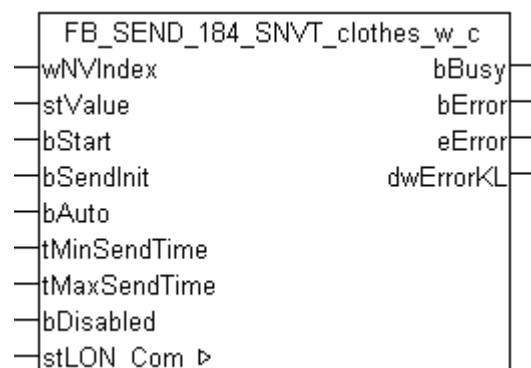 FB_SEND_184_SNVT_clothes_w_c
wNVIndex bBusy
stValue bError
bStart eError
bSendInit dwErrorKL
bAuto
tMinSendTime
tMaxSendTime
bDisabled
stLON_Com ▷